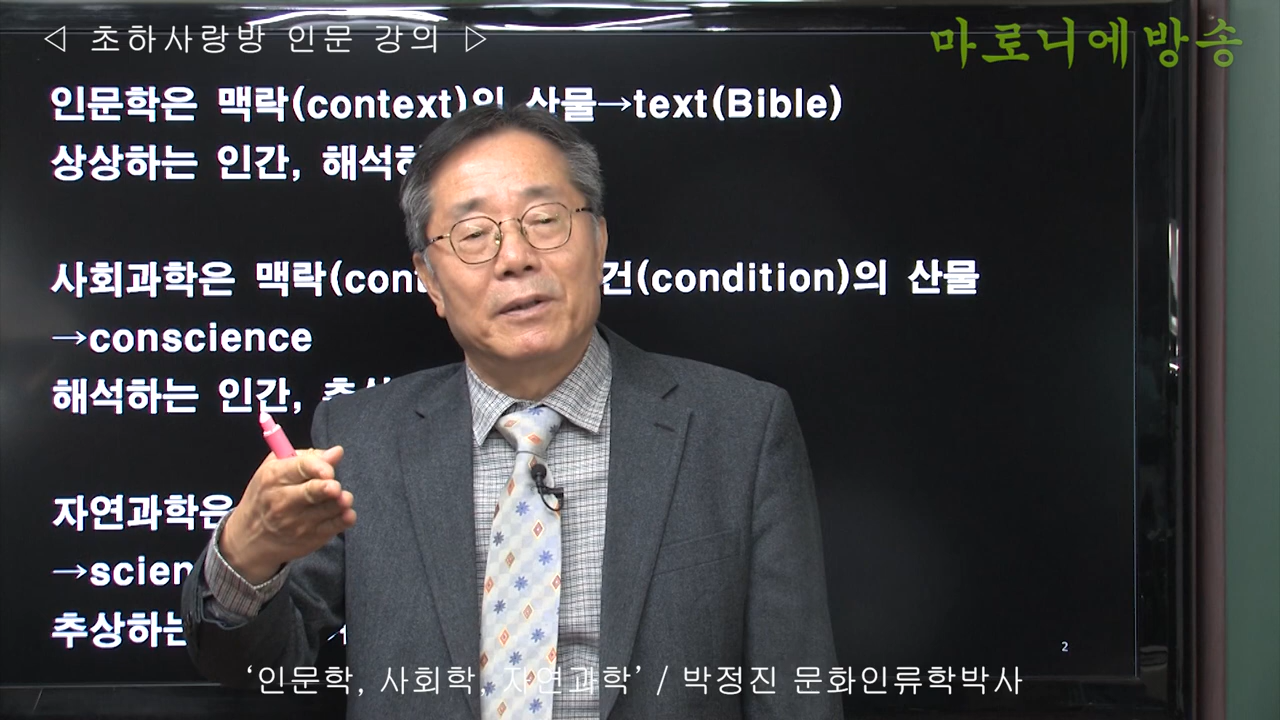 ◁ 초하사랑방 인문 강의 ▷
마로니에방송
인문학은 맥락(context)의 산물→text(Bible)
상상하는 인간, 해석하
사회과학은 맥락(con 건(condition)의 산물
→conscience
해석하는 인간,
자연과학은
→scien
추상하는
2
‘인문학, 사회학, 자연과학’ / 박정진 문화인류학박사